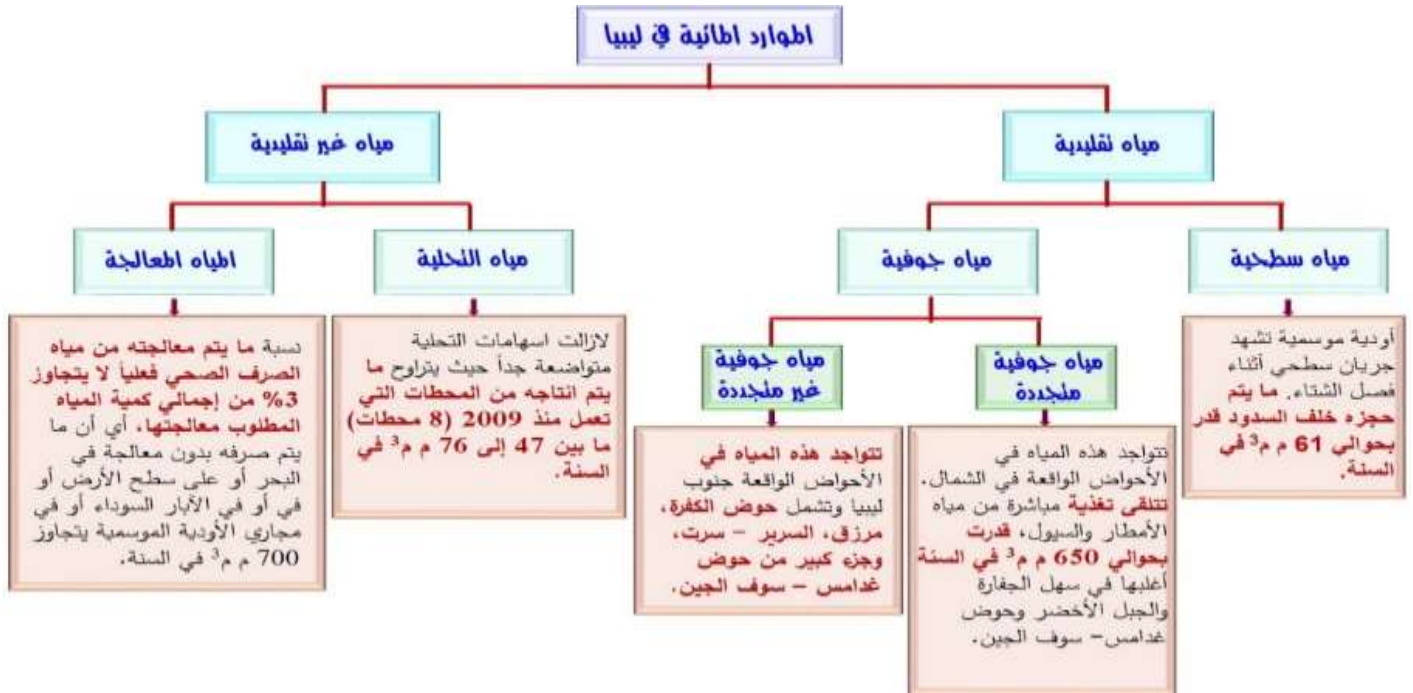 الموارد المائية في ليبيا
مياه تقليدية
مياه غير تقليدية
مياه سطحية
مياه جوفية
مياه التحلية
المياه المعالجة
أودية موسمية تشهد
جريان سطحي أثناء
فصل الشتاء. ما يتم
حجزه خلف السدود قدر
بحوالي 61 م م³ في
السنة.
مياه جوفية
متجددة
تتواجد هذه المياه في
الأحواض الواقعة في الشمال.
تتلقى تغذية مباشرة من مياه
الأمطار والسيول، قدرت
بحوالي 650 م م³ في السنة
أغلبها في سهل الجفارة
والجبل الأخضر وحوض
غدامس– سوف الجين.
مياه جوفية
غير متجددة
تتواجد هذه المياه في
الأحواض الواقعة جنوب
ليبيا وتشمل حوض الكفرة،
مرزق، السرير – سرت،
وجزء كبير من حوض
غدامس – سوف الجين.
لازالت اسهامات التحلية
متواضعة جداً حيث يتراوح ما
يتم انتاجه من المحطات التي
تعمل منذ 2009 (8 محطات)
ما بين 47 إلى 76 م م³ في
السنة.
نسبة ما يتم معالجته من مياه
الصرف الصحي فعلياً لا يتجاوز
3% من إجمالي كمية المياه
المطلوب معالجتها، أي أن ما
يتم صرفه بدون معالجة في
البحر أو على سطح الأرض أو
في أو في الآبار السوداء أو في
مجاري الأودية الموسمية يتجاوز
700 م م³ في السنة.